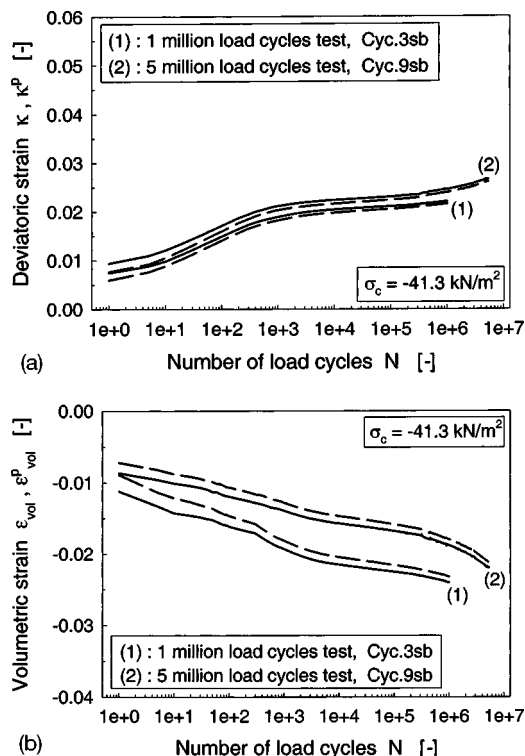 (a)
Deviatoric strain κ , κᵖ [-]
0.06
0.05
0.04
0.03
0.02
0.01
0.00
(1) : 1 million load cycles test, Cyc.3sb
(2) : 5 million load cycles test, Cyc.9sb
(2)
(1)
σc = -41.3 kN/m²
1e+0 1e+1 1e+2 1e+3 1e+4 1e+5 1e+6 1e+7
Number of load cycles N [-]
(b)
Volumetric strain εvol , εᵖvol [-]
-0.00
-0.01
-0.02
-0.03
-0.04
σc = -41.3 kN/m²
(1) (2)
(1) : 1 million load cycles test, Cyc.3sb
(2) : 5 million load cycles test, Cyc.9sb
1e+0 1e+1 1e+2 1e+3 1e+4 1e+5 1e+6 1e+7
Number of load cycles N [-]